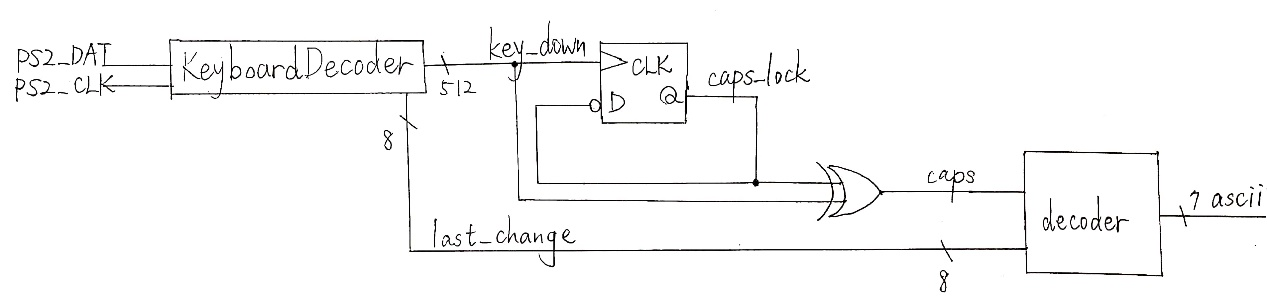 PS2_DAT
PS2_CLK
KeyboardDecoder
512
key_down
CLK
D
Q
caps_lock
8
last_change
caps
8
decoder
7 ascii